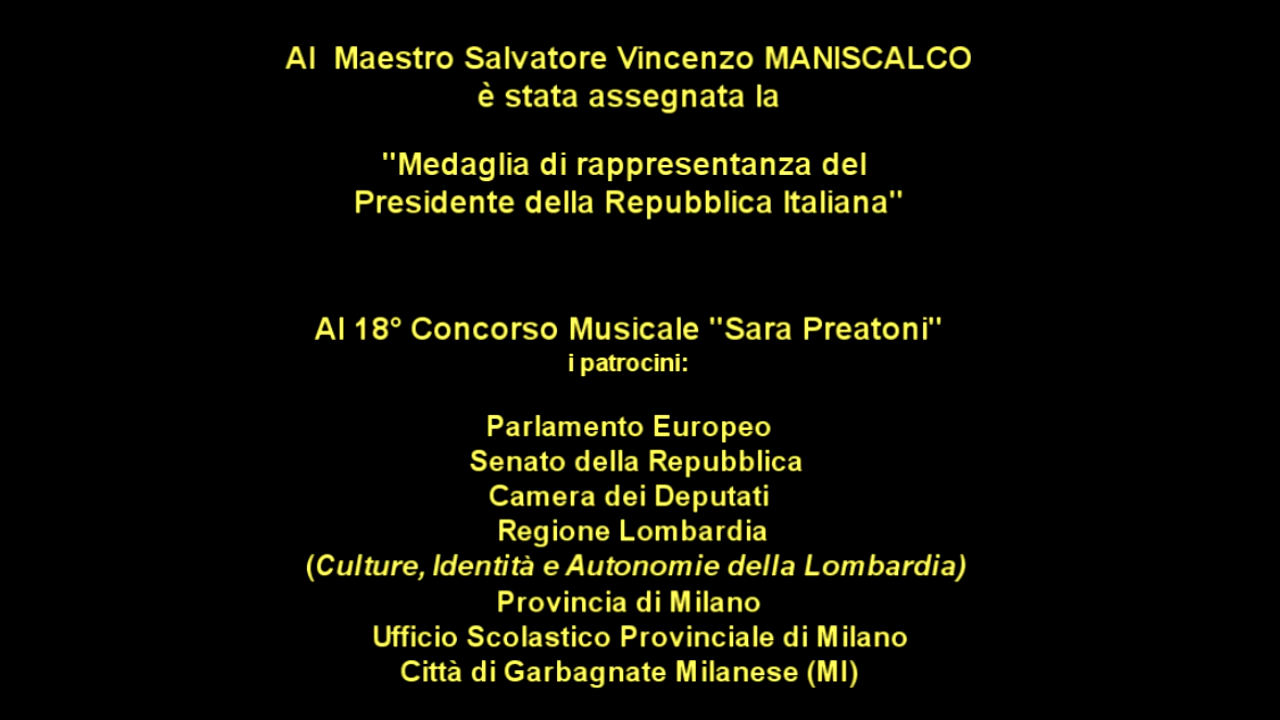 Al  Maestro Salvatore Vincenzo MANISCALCO
è stata assegnata la
"Medaglia di rappresentanza del
Presidente della Repubblica Italiana"
Al 18° Concorso Musicale "Sara Preatoni"
i patrocini:
Parlamento Europeo
Senato della Repubblica
Camera dei Deputati
Regione Lombardia
(Culture, Identità e Autonomie della Lombardia)
Provincia di Milano
Ufficio Scolastico Provinciale di Milano
Città di Garbagnate Milanese (MI)